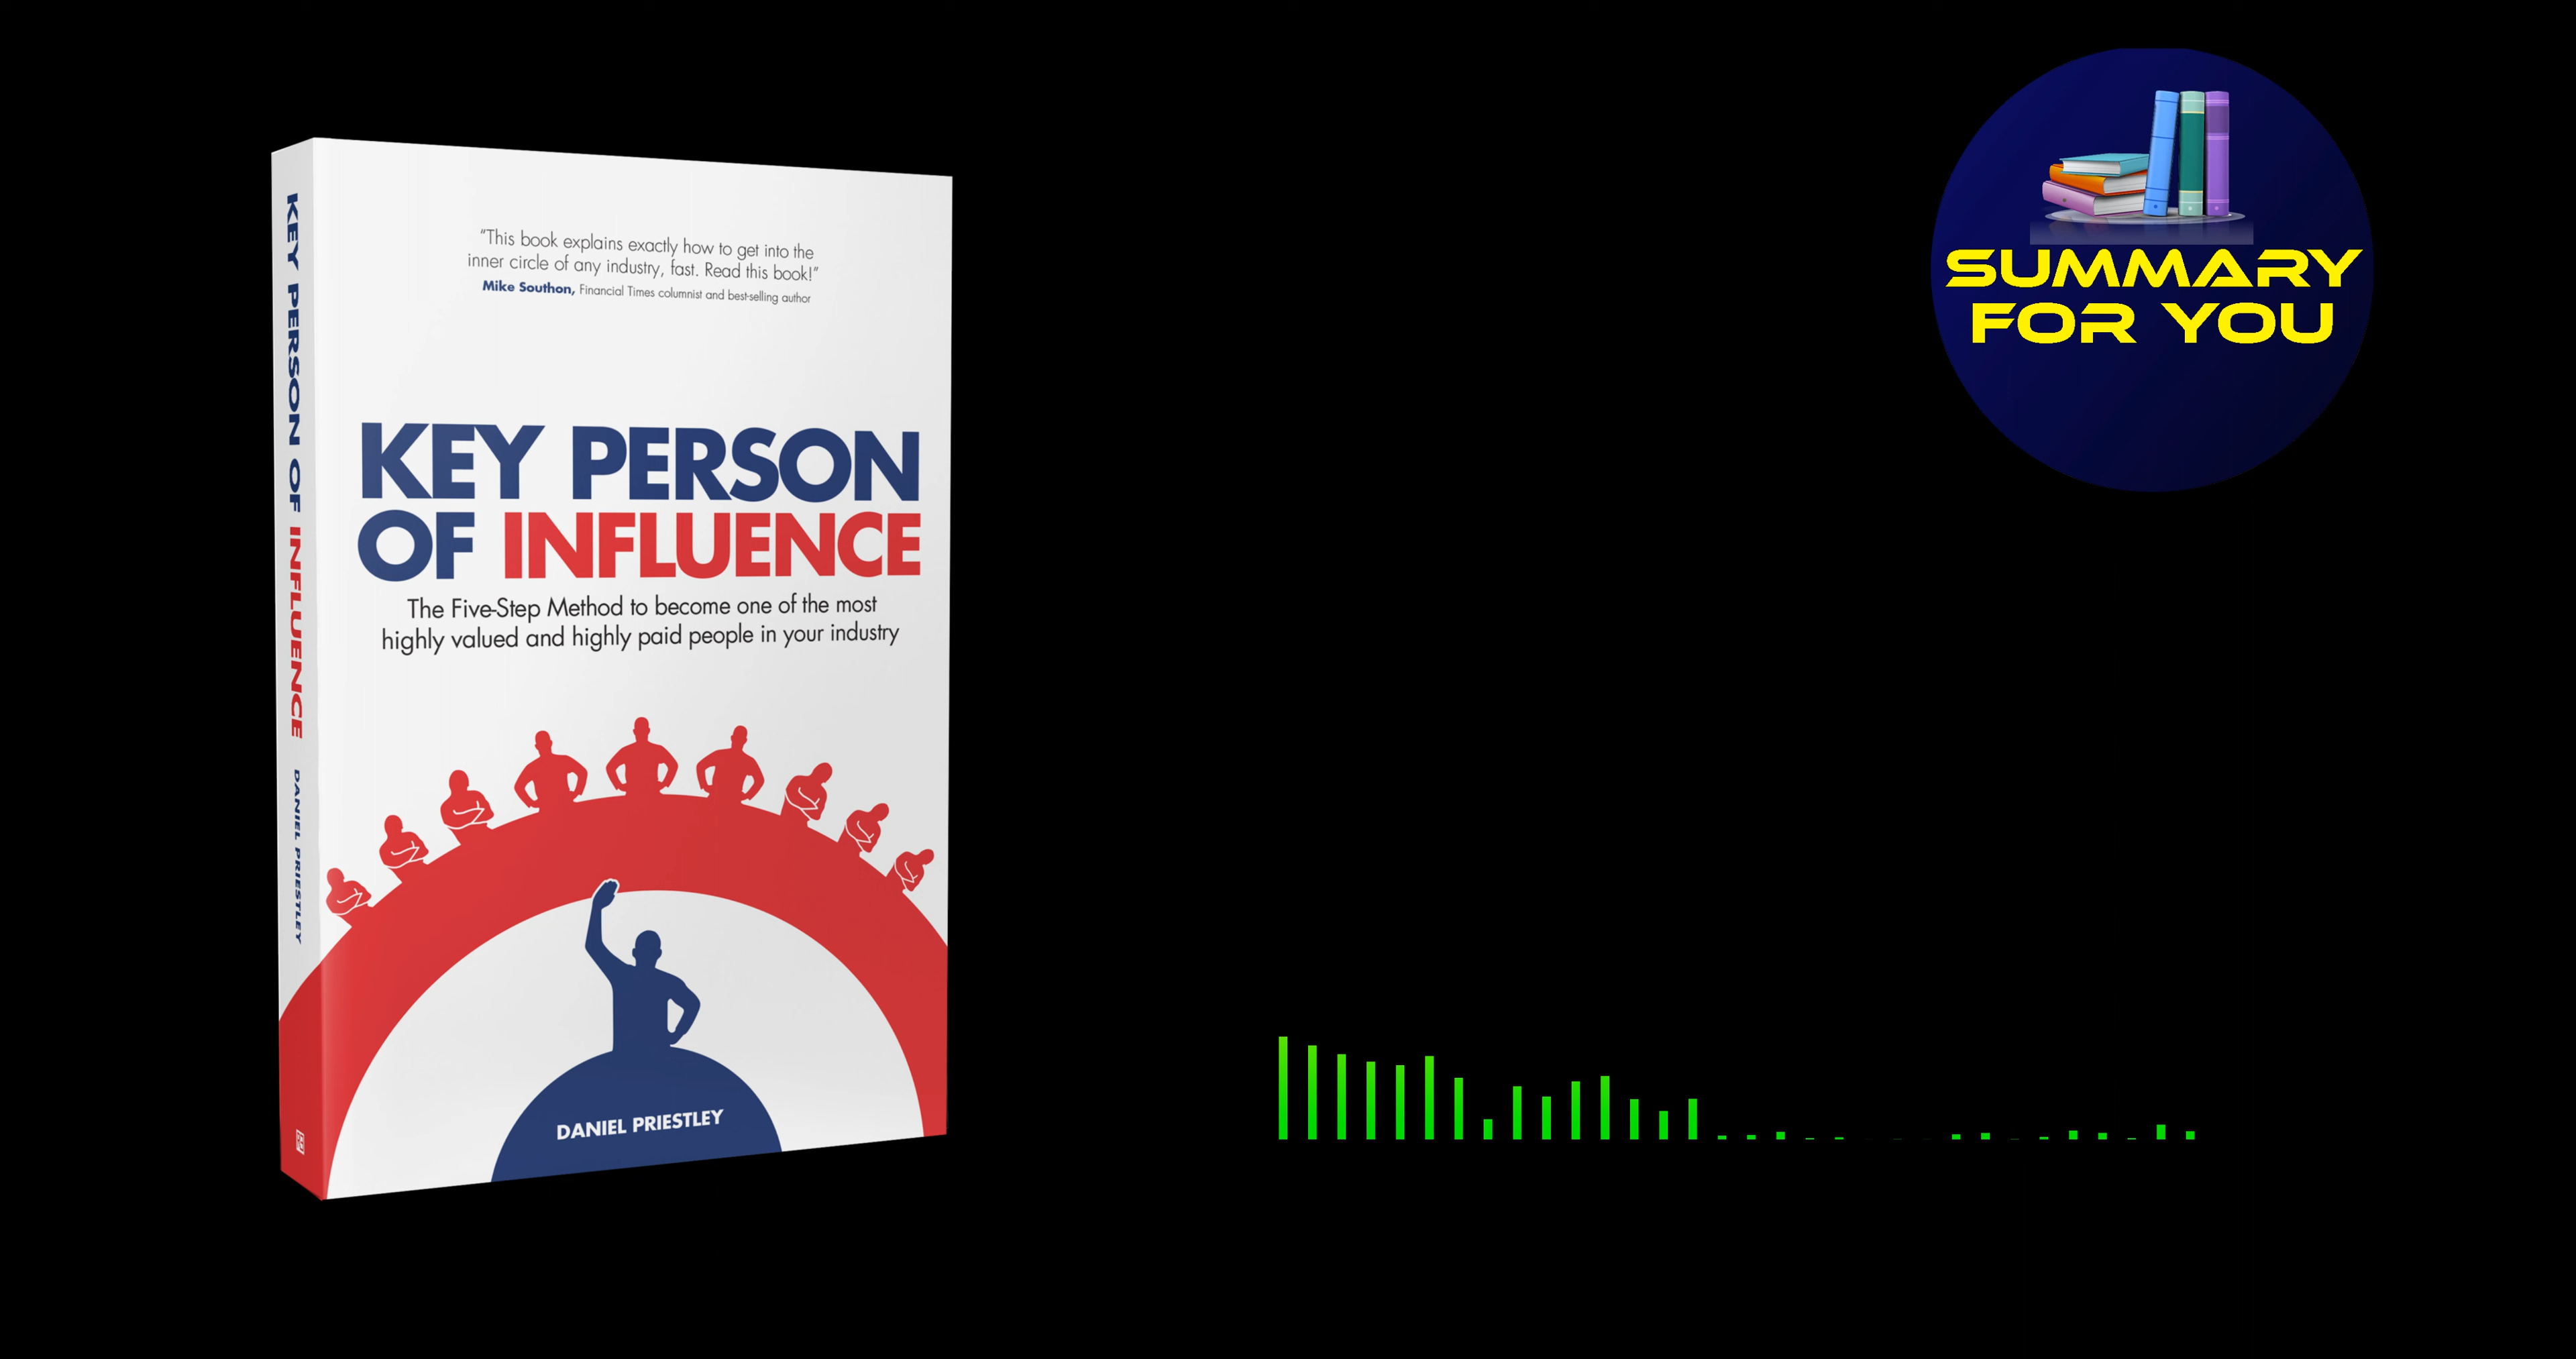 KEY PERSON OF INFLUENCE DANIEL PRIESTLEY
“This book explains exactly how to get into the
inner circle of any industry, fast. Read this book!”
Mike Southon, Financial Times columnist and best-selling author
KEY PERSON
OF INFLUENCE
The Five-Step Method to become one of the most
highly valued and highly paid people in your industry
DANIEL PRIESTLEY
SUMMARY
FOR YOU